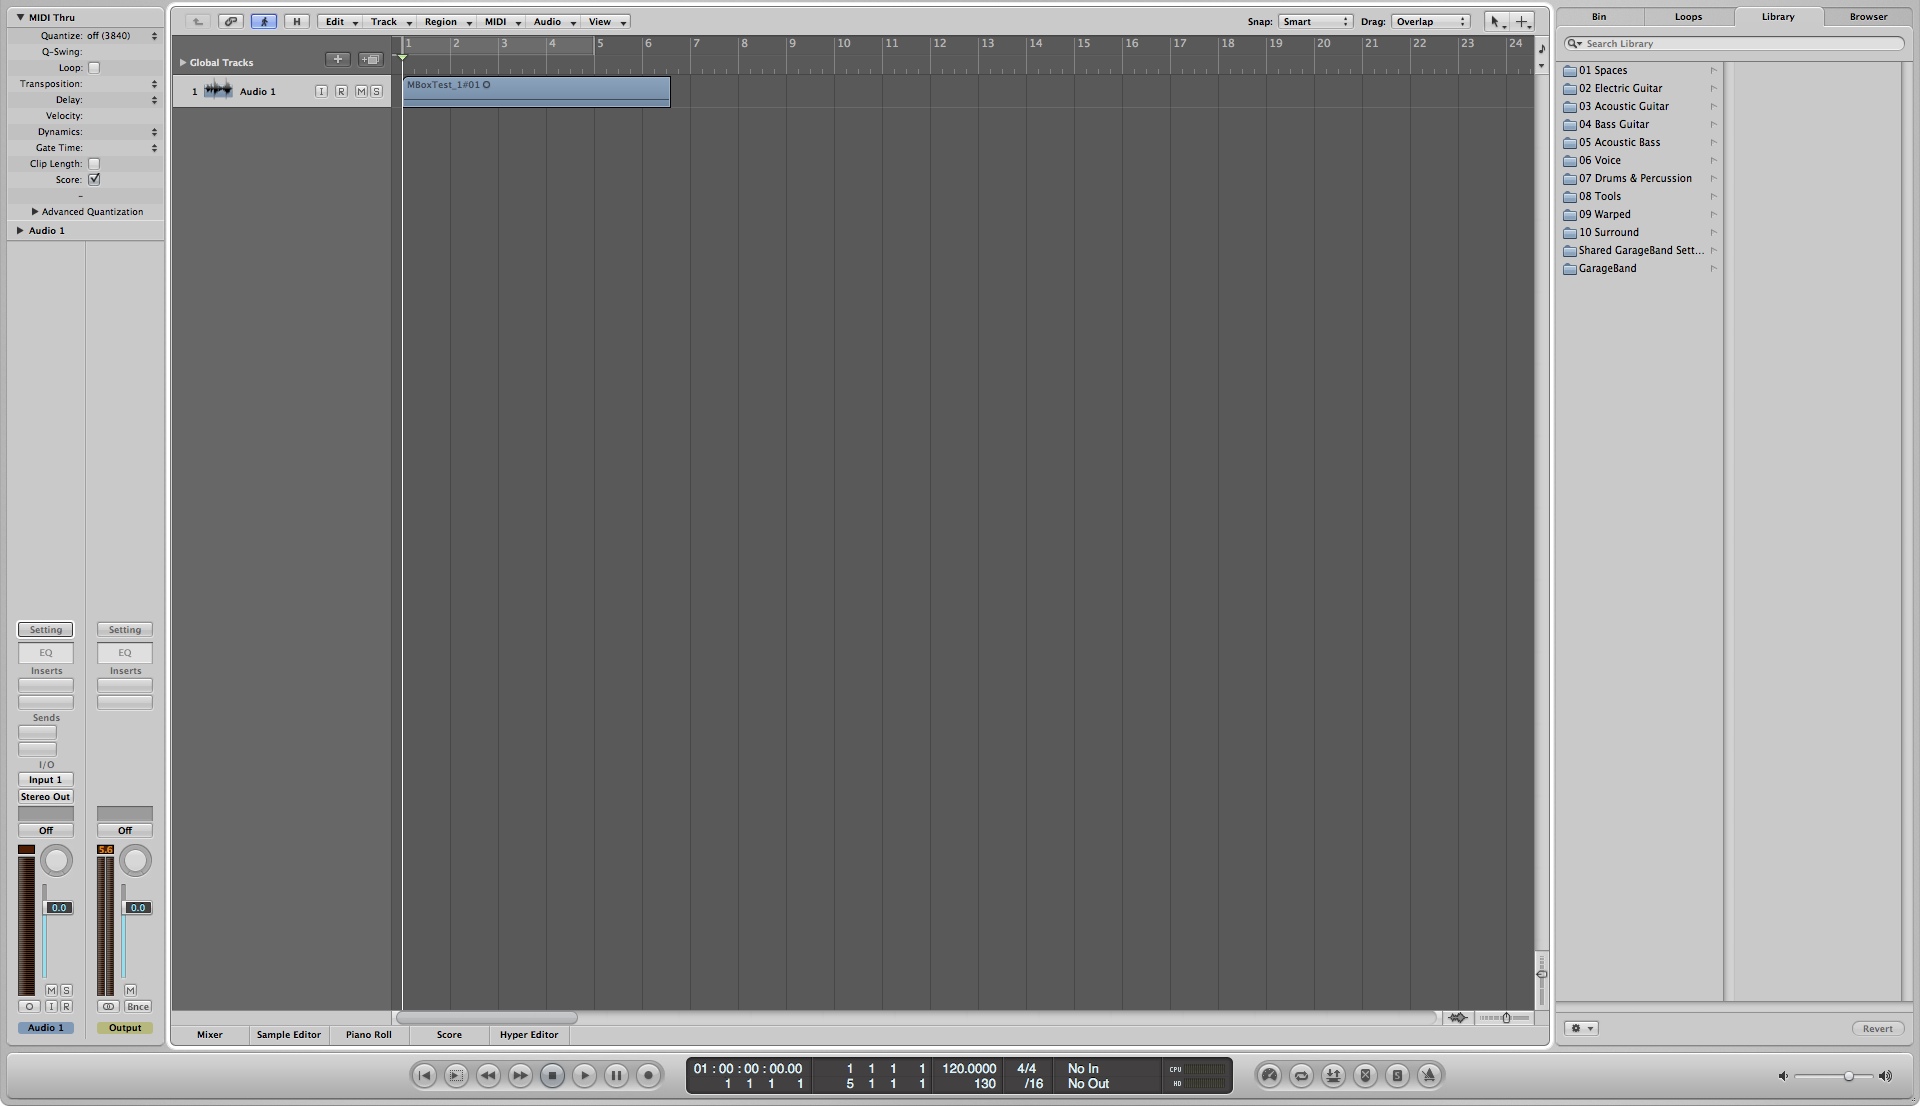 MIDI Thru
Quantize: off (3840)
Q-Swing:
Loop:
Transposition:
Delay:
Velocity:
Dynamics:
Gate Time:
Clip Length:
Score:
-
Advanced Quantization
Audio 1
Setting Setting
EQ EQ
Inserts Inserts
Sends
I/O
Input 1
Stereo Out
Off Off
5.6
0.0 0.0
M S M
I R Bnce
Audio 1 Output
H Edit Track Region MIDI Audio View Snap: Smart Drag: Overlap
1 2 3 4 5 6 7 8 9 10 11 12 13 14 15 16 17 18 19 20 21 22 23 24
Global Tracks
1 Audio 1 I R M S
MBoxTest_1#01
Mixer Sample Editor Piano Roll Score Hyper Editor
Bin Loops Library Browser
Search Library
01 Spaces
02 Electric Guitar
03 Acoustic Guitar
04 Bass Guitar
05 Acoustic Bass
06 Voice
07 Drums & Percussion
08 Tools
09 Warped
10 Surround
Shared GarageBand Sett...
GarageBand
Revert
01 : 00 : 00 : 00.00 1 1 1 1 120.0000 4/4 No In CPU
1 1 1 1 5 1 1 1 130 /16 No Out HD
S